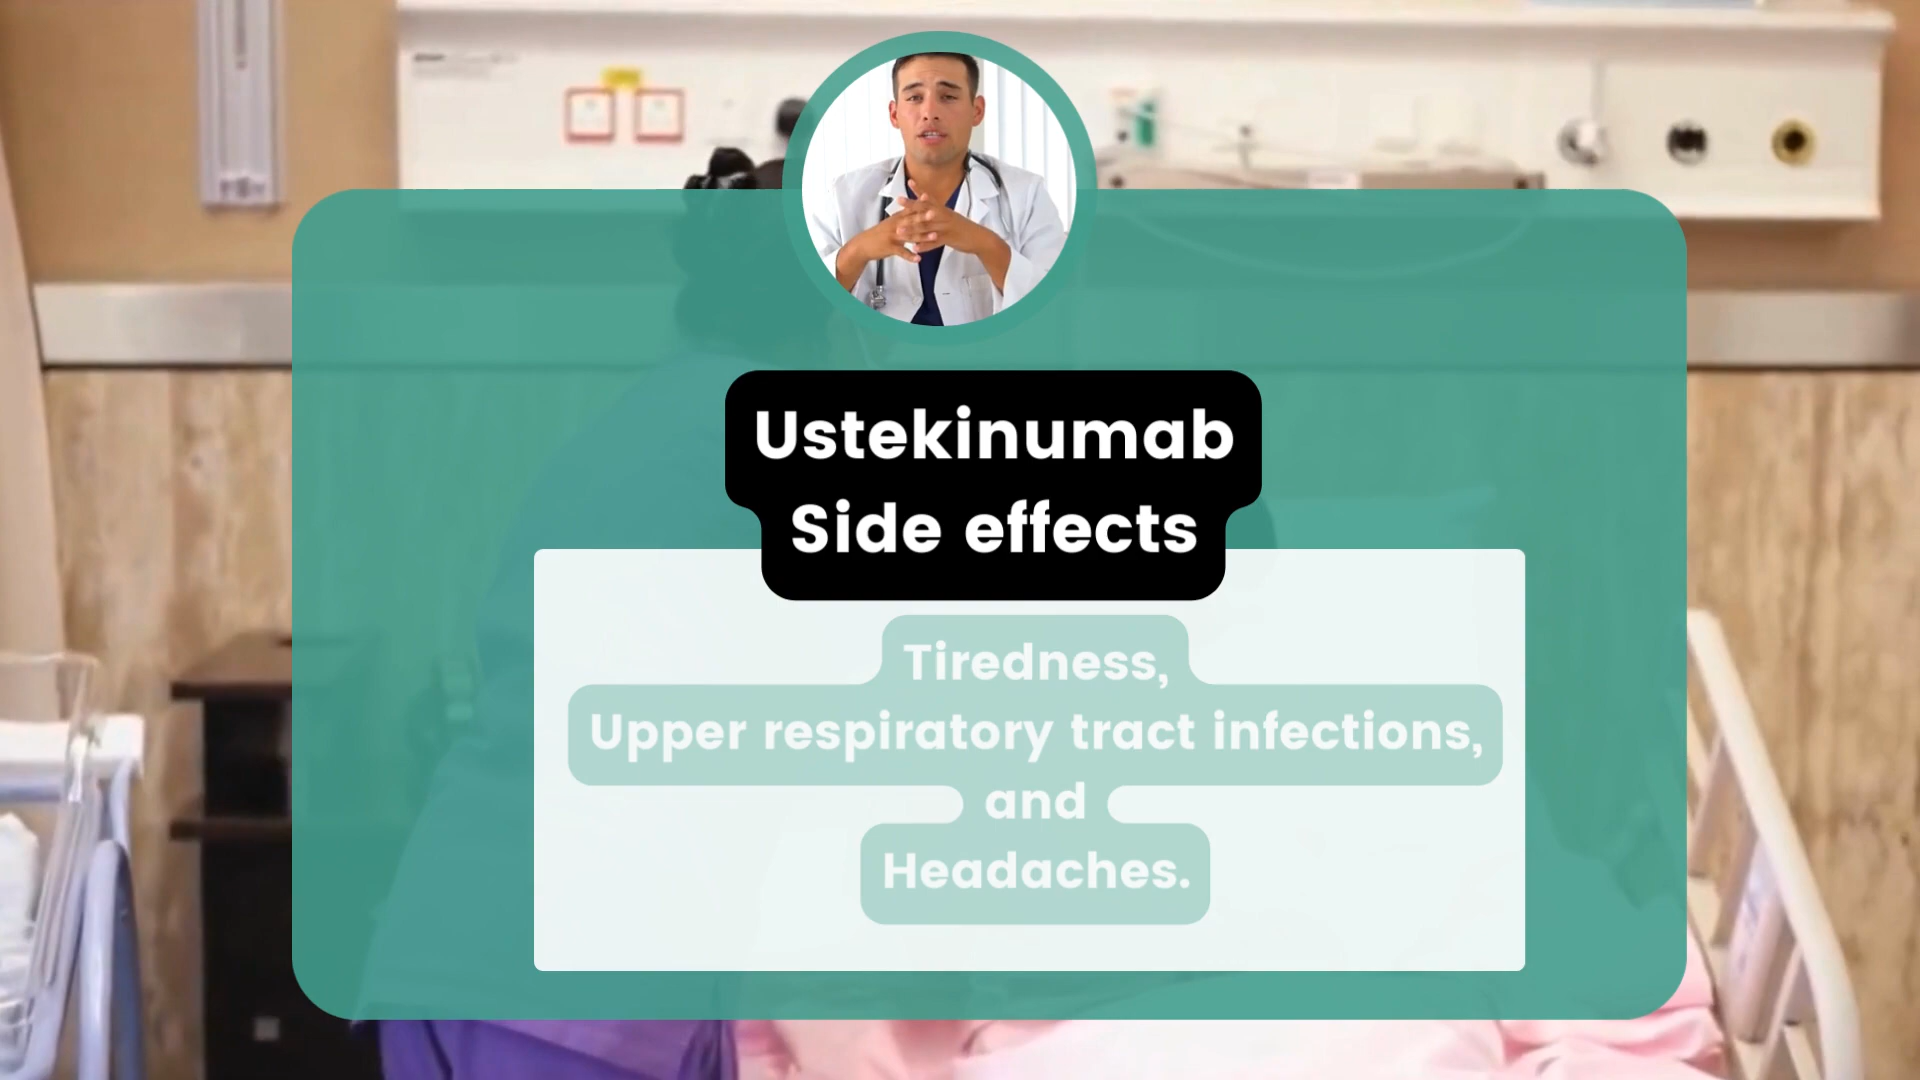 Ustekinumab
Side effects
Tiredness,
Upper respiratory tract infections,
and
Headaches.